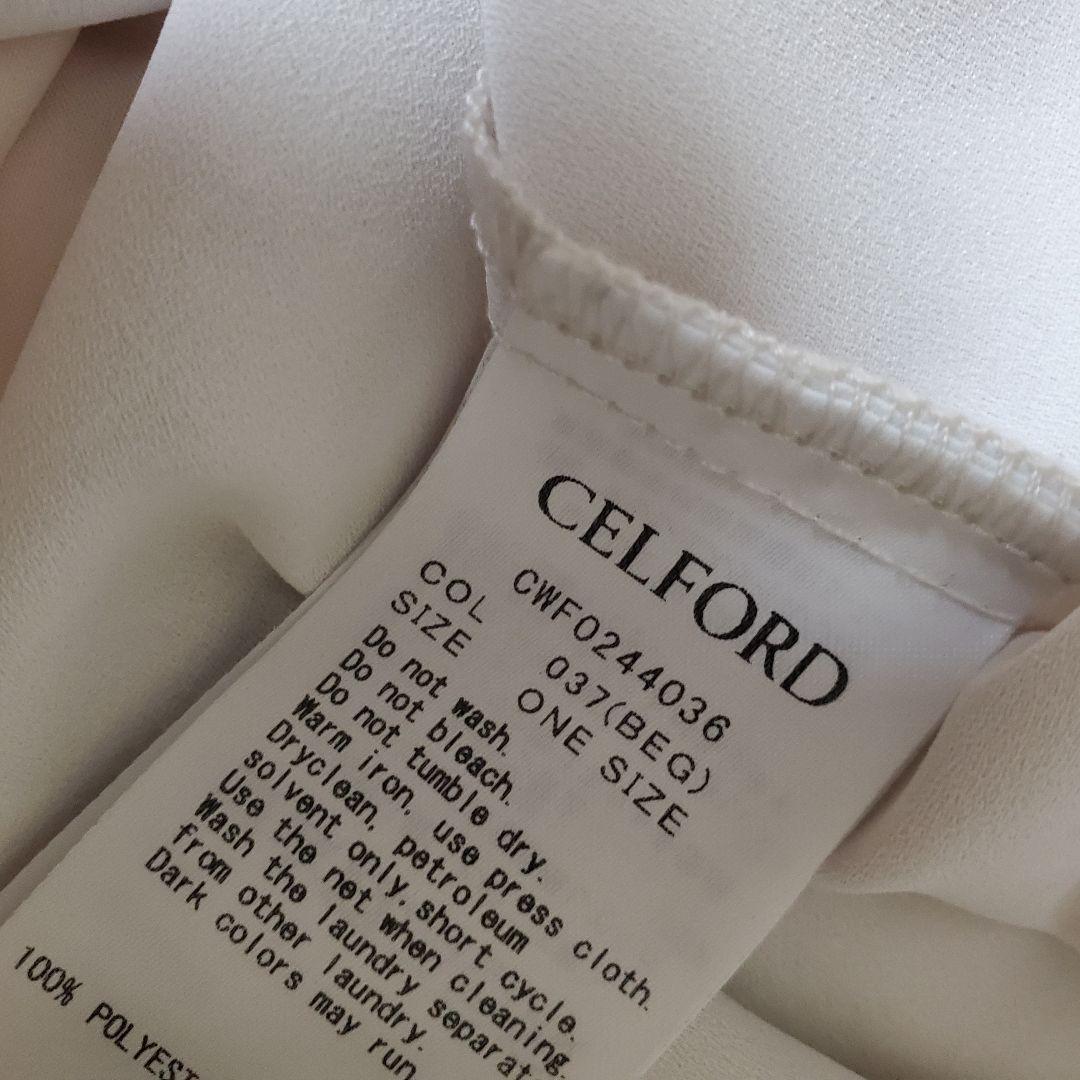 CELFORD
CWF0244036
COL 037(BEG)
SIZE ONE SIZE
Do not wash.
Do not bleach.
Do not tumble dry.
Warm iron, use press cloth.
Dryclean, petroleum
solvent only, short cycle.
Use the net when cleaning.
Wash the laundry separat
from other laundry.
Dark colors may run
100% POLYEST